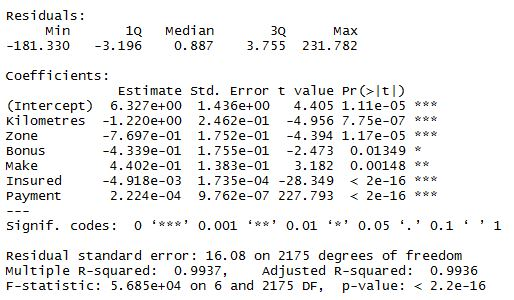 Residuals:
     Min       1Q   Median       3Q      Max
-181.330   -3.196    0.887    3.755  231.782

Coefficients:
              Estimate Std. Error t value Pr(>|t|)
(Intercept)  6.327e+00  1.436e+00   4.405 1.11e-05 ***
Kilometres  -1.220e+00  2.462e-01  -4.956 7.75e-07 ***
Zone        -7.697e-01  1.752e-01  -4.394 1.17e-05 ***
Bonus       -4.339e-01  1.755e-01  -2.473  0.01349 *
Make         4.402e-01  1.383e-01   3.182  0.00148 **
Insured     -4.918e-03  1.735e-04 -28.349  < 2e-16 ***
Payment      2.224e-04  9.762e-07 227.793  < 2e-16 ***
---
Signif. codes:  0 ‘***’ 0.001 ‘**’ 0.01 ‘*’ 0.05 ‘.’ 0.1 ‘ ’ 1

Residual standard error: 16.08 on 2175 degrees of freedom
Multiple R-squared:  0.9937,    Adjusted R-squared:  0.9936
F-statistic: 5.685e+04 on 6 and 2175 DF,  p-value: < 2.2e-16